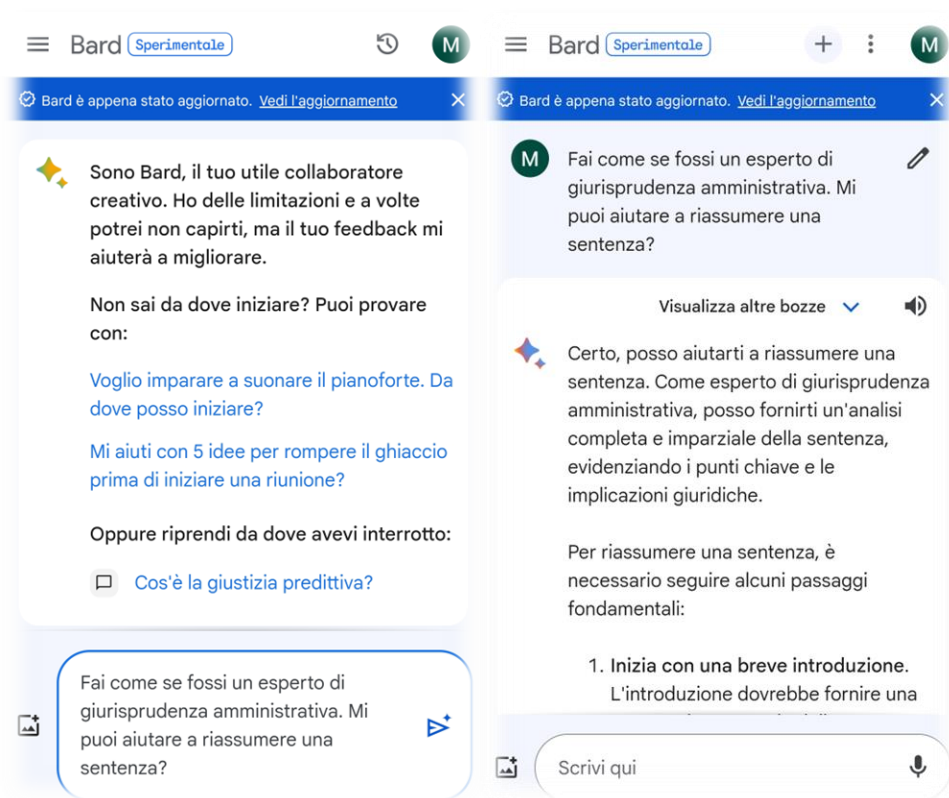 Bard Sperimentale
M
Bard è appena stato aggiornato. Vedi l'aggiornamento
Sono Bard, il tuo utile collaboratore
creativo. Ho delle limitazioni e a volte
potrei non capirti, ma il tuo feedback mi
aiuterà a migliorare.
Non sai da dove iniziare? Puoi provare
con:
Voglio imparare a suonare il pianoforte. Da
dove posso iniziare?
Mi aiuti con 5 idee per rompere il ghiaccio
prima di iniziare una riunione?
Oppure riprendi da dove avevi interrotto:
Cos'è la giustizia predittiva?
Fai come se fossi un esperto di
giurisprudenza amministrativa. Mi
puoi aiutare a riassumere una
sentenza?
Bard Sperimentale
M
Bard è appena stato aggiornato. Vedi l'aggiornamento
M
Fai come se fossi un esperto di
giurisprudenza amministrativa. Mi
puoi aiutare a riassumere una
sentenza?
Visualizza altre bozze
Certo, posso aiutarti a riassumere una
sentenza. Come esperto di giurisprudenza
amministrativa, posso fornirti un'analisi
completa e imparziale della sentenza,
evidenziando i punti chiave e le
implicazioni giuridiche.
Per riassumere una sentenza, è
necessario seguire alcuni passaggi
fondamentali:
1. Inizia con una breve introduzione.
L'introduzione dovrebbe fornire una
Scrivi qui